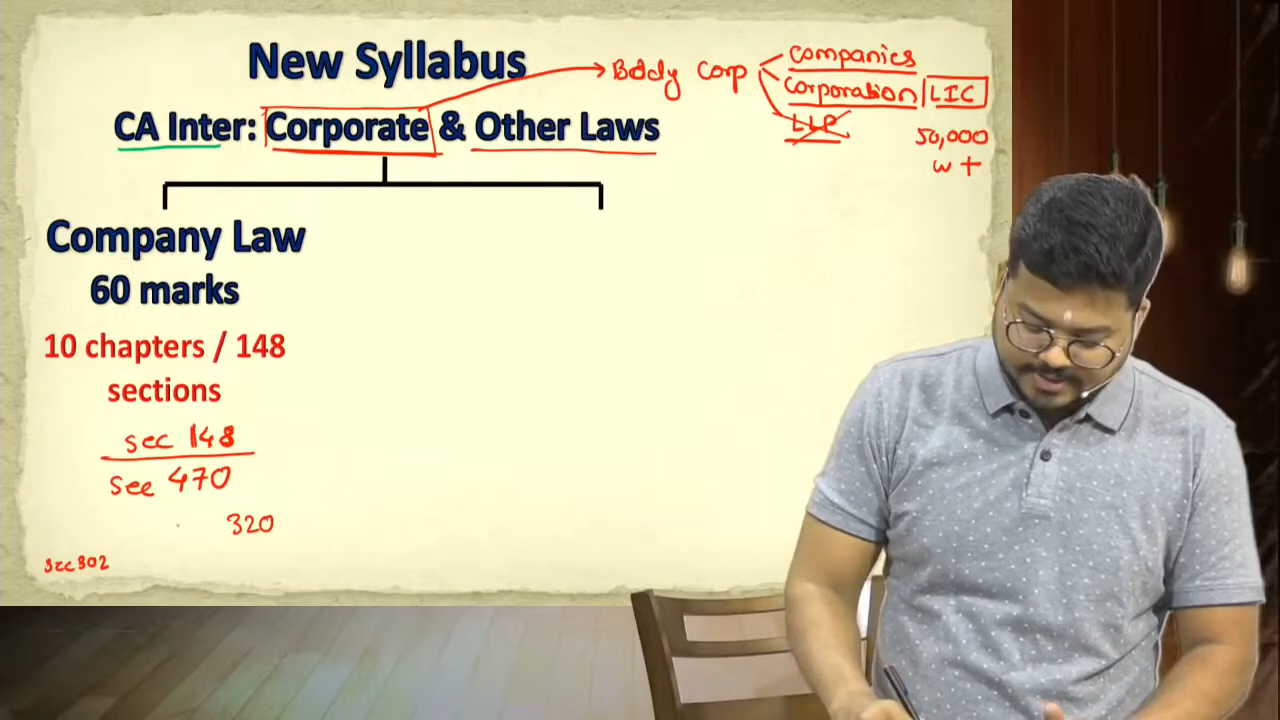 New Syllabus
CA Inter: Corporate & Other Laws
Body Corp
Companies
Corporation | LIC
LLP
50,000
w +
Company Law
60 marks
10 chapters / 148
sections
sec 148
sec 470
320
sec 302